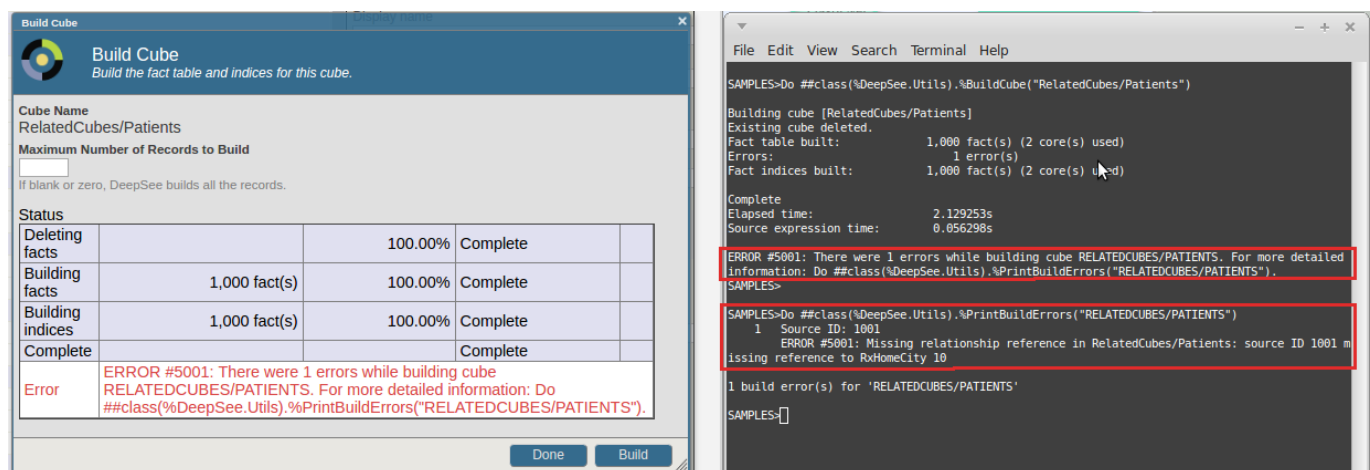 Display name
Build Cube
×
Build Cube
Build the fact table and indices for this cube.
Cube Name
RelatedCubes/Patients
Maximum Number of Records to Build
If blank or zero, DeepSee builds all the records.
Status
Deleting facts 100.00% Complete
Building facts 1,000 fact(s) 100.00% Complete
Building indices 1,000 fact(s) 100.00% Complete
Complete Complete
Error ERROR #5001: There were 1 errors while building cube
RELATEDCUBES/PATIENTS. For more detailed information: Do
##class(%DeepSee.Utils).%PrintBuildErrors("RELATEDCUBES/PATIENTS").
Done Build
File Edit View Search Terminal Help
SAMPLES>Do ##class(%DeepSee.Utils).%BuildCube("RelatedCubes/Patients")
Building cube [RelatedCubes/Patients]
Existing cube deleted.
Fact table built: 1,000 fact(s) (2 core(s) used)
Errors: 1 error(s)
Fact indices built: 1,000 fact(s) (2 core(s) used)
Complete
Elapsed time: 2.129253s
Source expression time: 0.056298s
ERROR #5001: There were 1 errors while building cube RELATEDCUBES/PATIENTS. For more detailed
information: Do ##class(%DeepSee.Utils).%PrintBuildErrors("RELATEDCUBES/PATIENTS").
SAMPLES>
SAMPLES>Do ##class(%DeepSee.Utils).%PrintBuildErrors("RELATEDCUBES/PATIENTS")
1 Source ID: 1001
ERROR #5001: Missing relationship reference in RelatedCubes/Patients: source ID 1001 m
issing reference to RxHomeCity 10
1 build error(s) for 'RELATEDCUBES/PATIENTS'
SAMPLES>